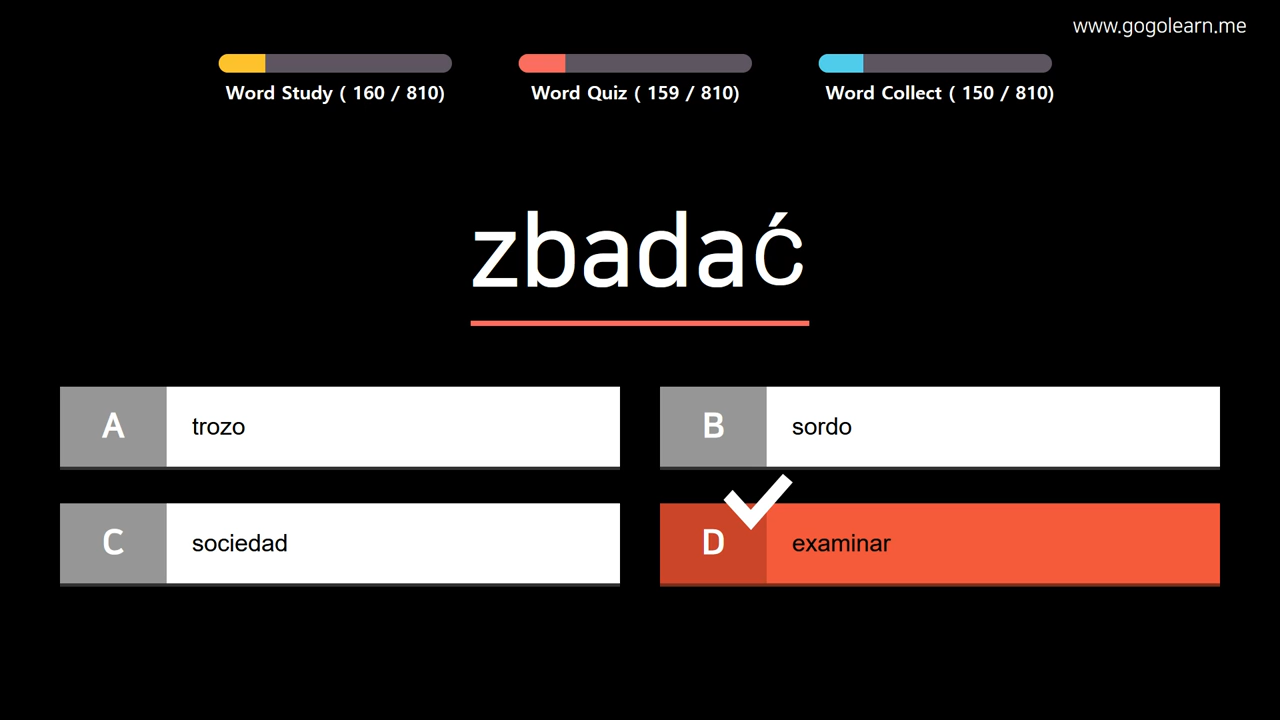 www.gogolearn.me
Word Study ( 160 / 810)
Word Quiz ( 159 / 810)
Word Collect ( 150 / 810)
zbadać
A trozo
B sordo
C sociedad
D examinar